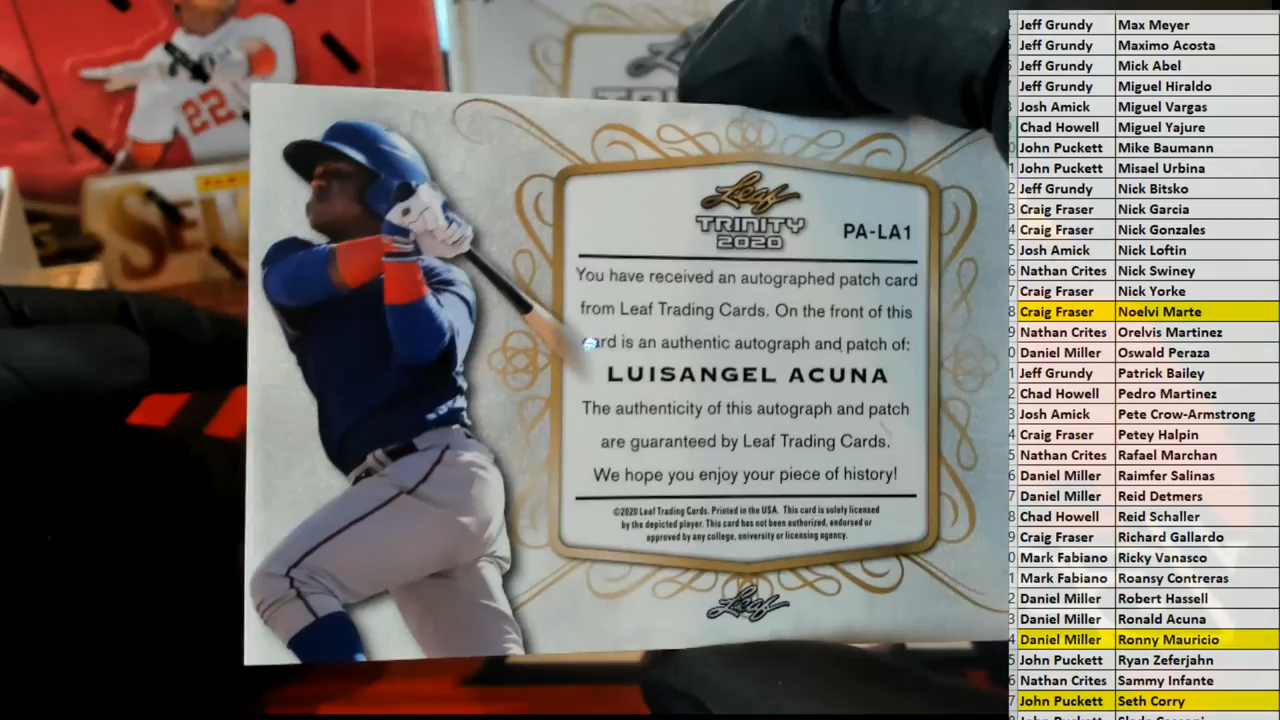 22
Leaf
TRINITY
2020
PA-LA1
You have received an autographed patch card
from Leaf Trading Cards. On the front of this
card is an authentic autograph and patch of:
LUISANGEL ACUNA
The authenticity of this autograph and patch
are guaranteed by Leaf Trading Cards.
We hope you enjoy your piece of history!
©2020 Leaf Trading Cards. Printed in the USA. This card is solely licensed
by the depicted player. This card has not been authorized, endorsed or
approved by any college, university or licensing agency.
Leaf
Jeff Grundy Max Meyer
Jeff Grundy Maximo Acosta
Jeff Grundy Mick Abel
Jeff Grundy Miguel Hiraldo
Josh Amick Miguel Vargas
Chad Howell Miguel Yajure
John Puckett Mike Baumann
John Puckett Misael Urbina
Jeff Grundy Nick Bitsko
Craig Fraser Nick Garcia
Craig Fraser Nick Gonzales
Josh Amick Nick Loftin
Nathan Crites Nick Swiney
Craig Fraser Nick Yorke
Craig Fraser Noelvi Marte
Nathan Crites Orelvis Martinez
Daniel Miller Oswald Peraza
Jeff Grundy Patrick Bailey
Chad Howell Pedro Martinez
Josh Amick Pete Crow-Armstrong
Craig Fraser Petey Halpin
Nathan Crites Rafael Marchan
Daniel Miller Raimfer Salinas
Daniel Miller Reid Detmers
Chad Howell Reid Schaller
Craig Fraser Richard Gallardo
Mark Fabiano Ricky Vanasco
Mark Fabiano Roansy Contreras
Daniel Miller Robert Hassell
Daniel Miller Ronald Acuna
Daniel Miller Ronny Mauricio
John Puckett Ryan Zeferjahn
Nathan Crites Sammy Infante
John Puckett Seth Corry